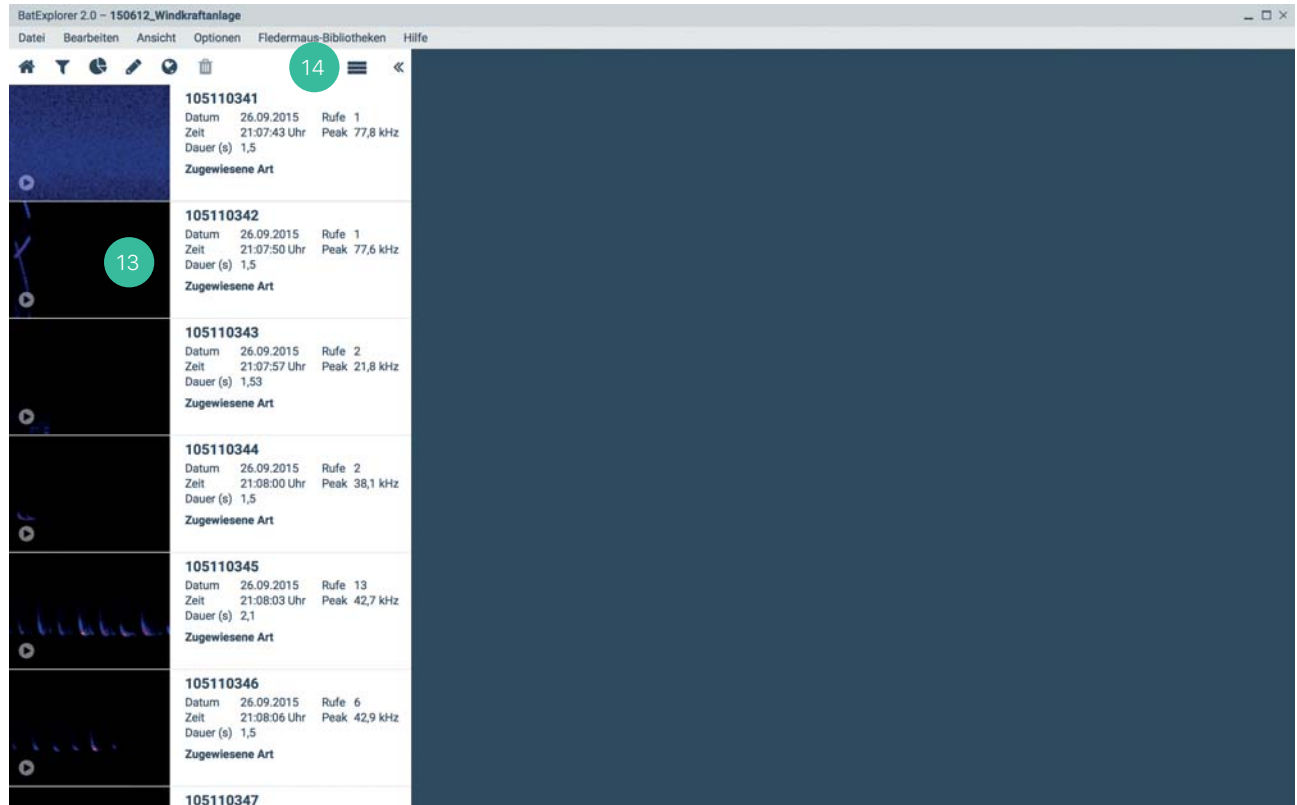 BatExplorer 2.0 – 150612_Windkraftanlage
Datei Bearbeiten Ansicht Optionen Fledermaus-Bibliotheken Hilfe
14
105110341
Datum 26.09.2015 Rufe 1
Zeit 21:07:43 Uhr Peak 77,8 kHz
Dauer (s) 1,5
Zugewiesene Art
13
105110342
Datum 26.09.2015 Rufe 1
Zeit 21:07:50 Uhr Peak 77,6 kHz
Dauer (s) 1,5
Zugewiesene Art
105110343
Datum 26.09.2015 Rufe 2
Zeit 21:07:57 Uhr Peak 21,8 kHz
Dauer (s) 1,53
Zugewiesene Art
105110344
Datum 26.09.2015 Rufe 2
Zeit 21:08:00 Uhr Peak 38,1 kHz
Dauer (s) 1,5
Zugewiesene Art
105110345
Datum 26.09.2015 Rufe 13
Zeit 21:08:03 Uhr Peak 42,7 kHz
Dauer (s) 2,1
Zugewiesene Art
105110346
Datum 26.09.2015 Rufe 6
Zeit 21:08:06 Uhr Peak 42,9 kHz
Dauer (s) 1,5
Zugewiesene Art
105110347